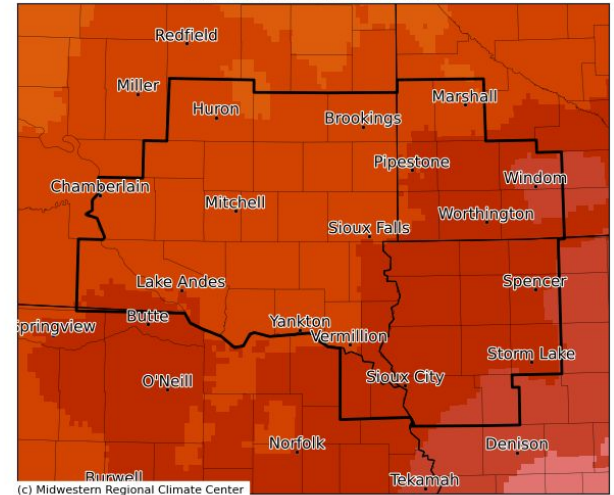 Redfield
Miller
Marshall
Huron
Brookings
Pipestone
Windom
Chamberlain
Mitchell
Worthington
Sioux Falls
Lake Andes
Spencer
Springview
Butte
Yankton
Vermillion
Storm Lake
O'Neill
Sioux City
Norfolk
Denison
Burwell
Tekamah
(c) Midwestern Regional Climate Center